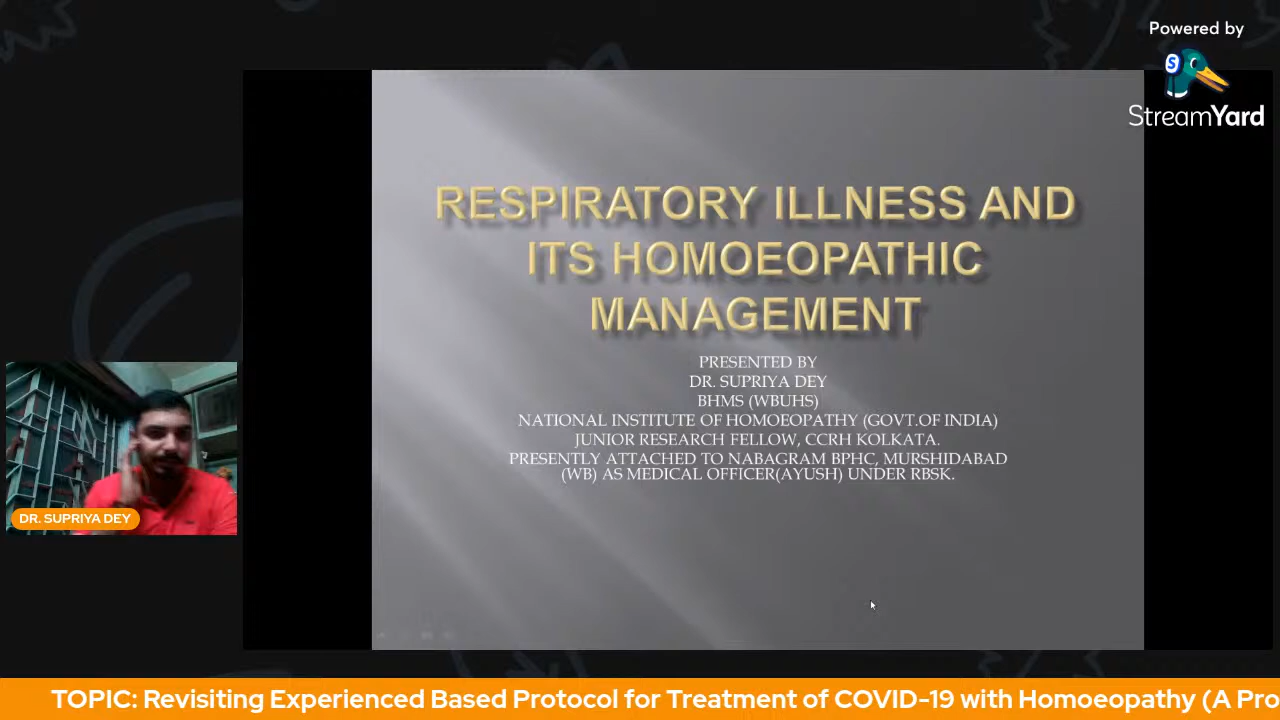 Powered by
StreamYard
RESPIRATORY ILLNESS AND
ITS HOMOEOPATHIC
MANAGEMENT
PRESENTED BY
DR. SUPRIYA DEY
BHMS (WBUHS)
NATIONAL INSTITUTE OF HOMOEOPATHY (GOVT.OF INDIA)
JUNIOR RESEARCH FELLOW, CCRH KOLKATA.
PRESENTLY ATTACHED TO NABAGRAM BPHC, MURSHIDABAD
(WB) AS MEDICAL OFFICER(AYUSH) UNDER RBSK.
DR. SUPRIYA DEY
TOPIC: Revisiting Experienced Based Protocol for Treatment of COVID-19 with Homoeopathy (A Pro